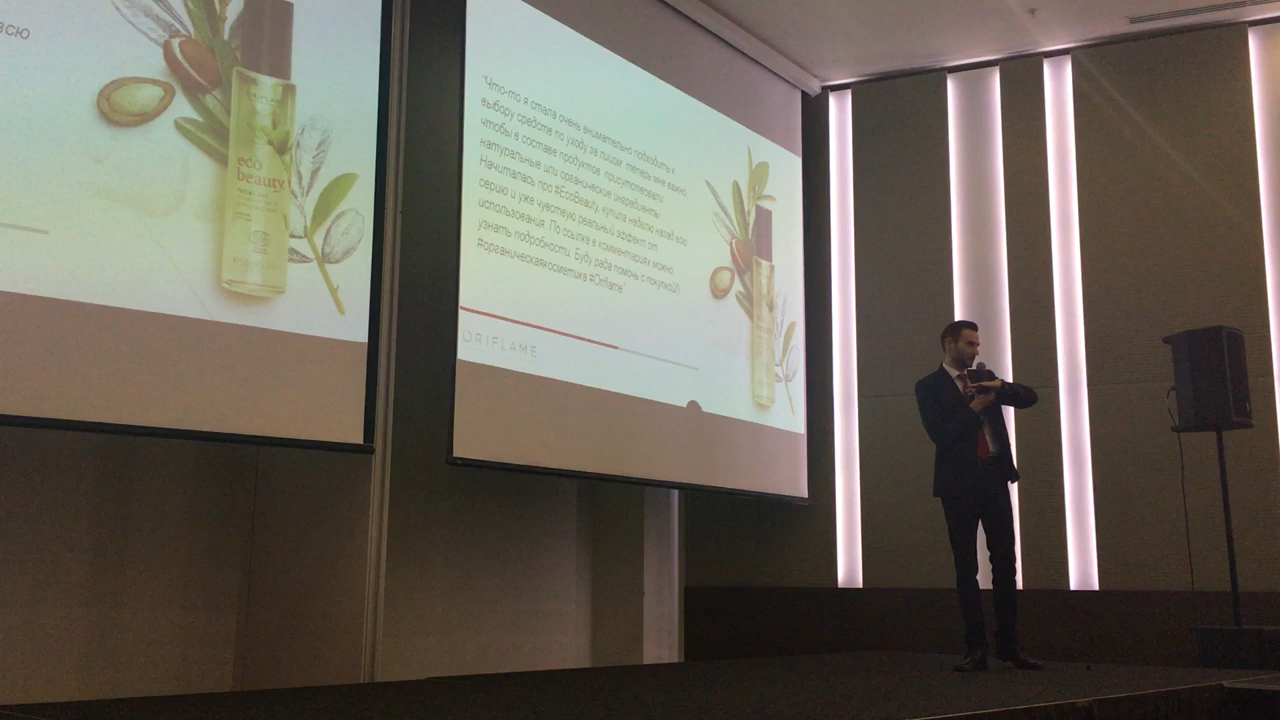 всю
eco
beauty.
"Что-то я стала очень внимательно подходить к
выбору средств по уходу за лицом: теперь мне важно,
чтобы в составе продуктов присутствовали
натуральные или органические ингредиенты.
Начиталась про #EcoBeauty, купила неделю назад всю
серию и уже чувствую реальный эффект от
использования. По ссылке в комментариях можно
узнать подробности. Буду рада помочь с покупкой!)
#органическаякосметика #Oriflame"
ORIFLAME